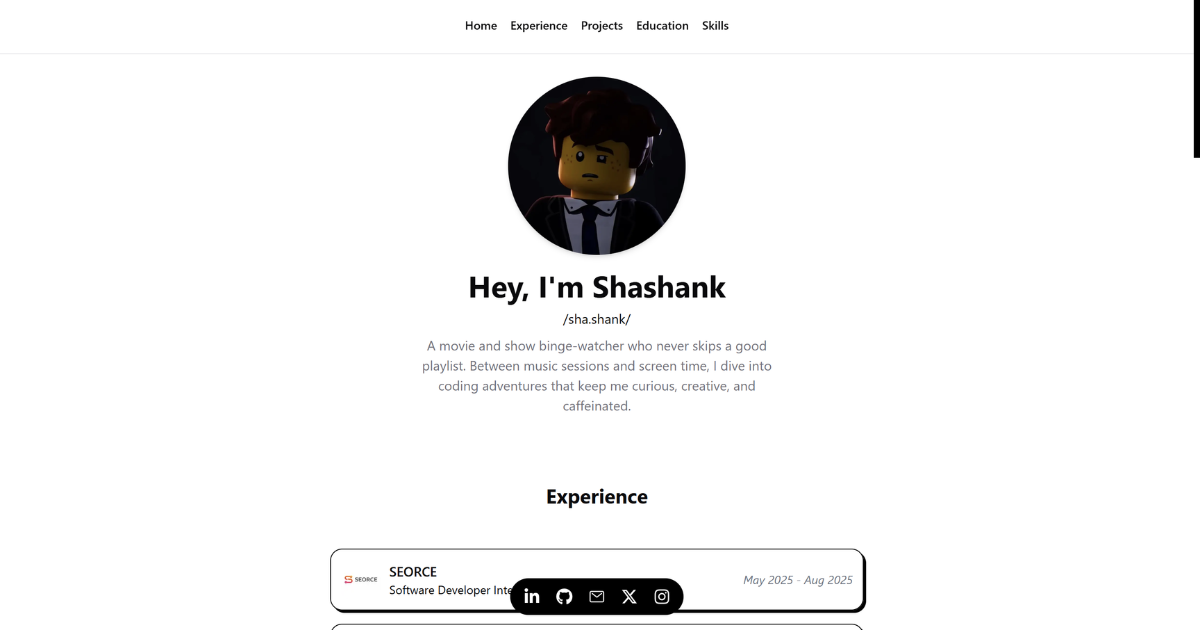 Home Experience Projects Education Skills
Hey, I'm Shashank
/sha.shank/
A movie and show binge-watcher who never skips a good
playlist. Between music sessions and screen time, I dive into
coding adventures that keep me curious, creative, and
caffeinated.
Experience
SEORCE
SEORCE
Software Developer Inte
May 2025 - Aug 2025